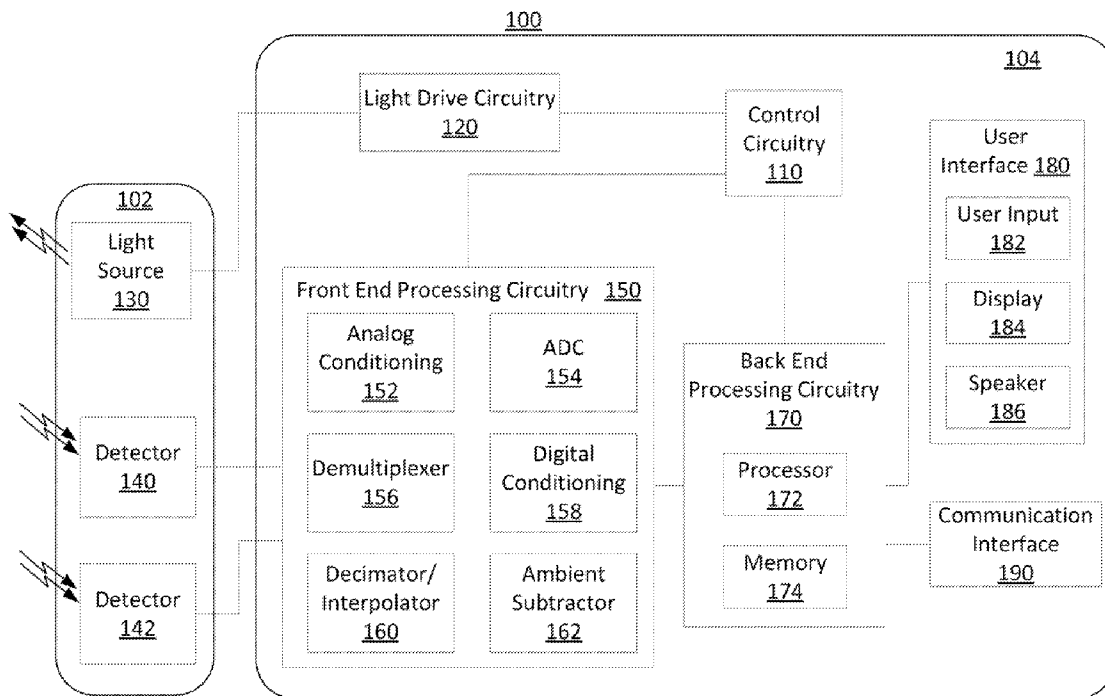 100
104
Light Drive Circuitry
120
Control
Circuitry
110
User
Interface 180
User Input
182
Display
184
Speaker
186
102
Light
Source
130
Detector
140
Detector
142
Front End Processing Circuitry 150
Analog
Conditioning
152
ADC
154
Demultiplexer
156
Digital
Conditioning
158
Decimator/
Interpolator
160
Ambient
Subtractor
162
Back End
Processing Circuitry
170
Processor
172
Memory
174
Communication
Interface
190